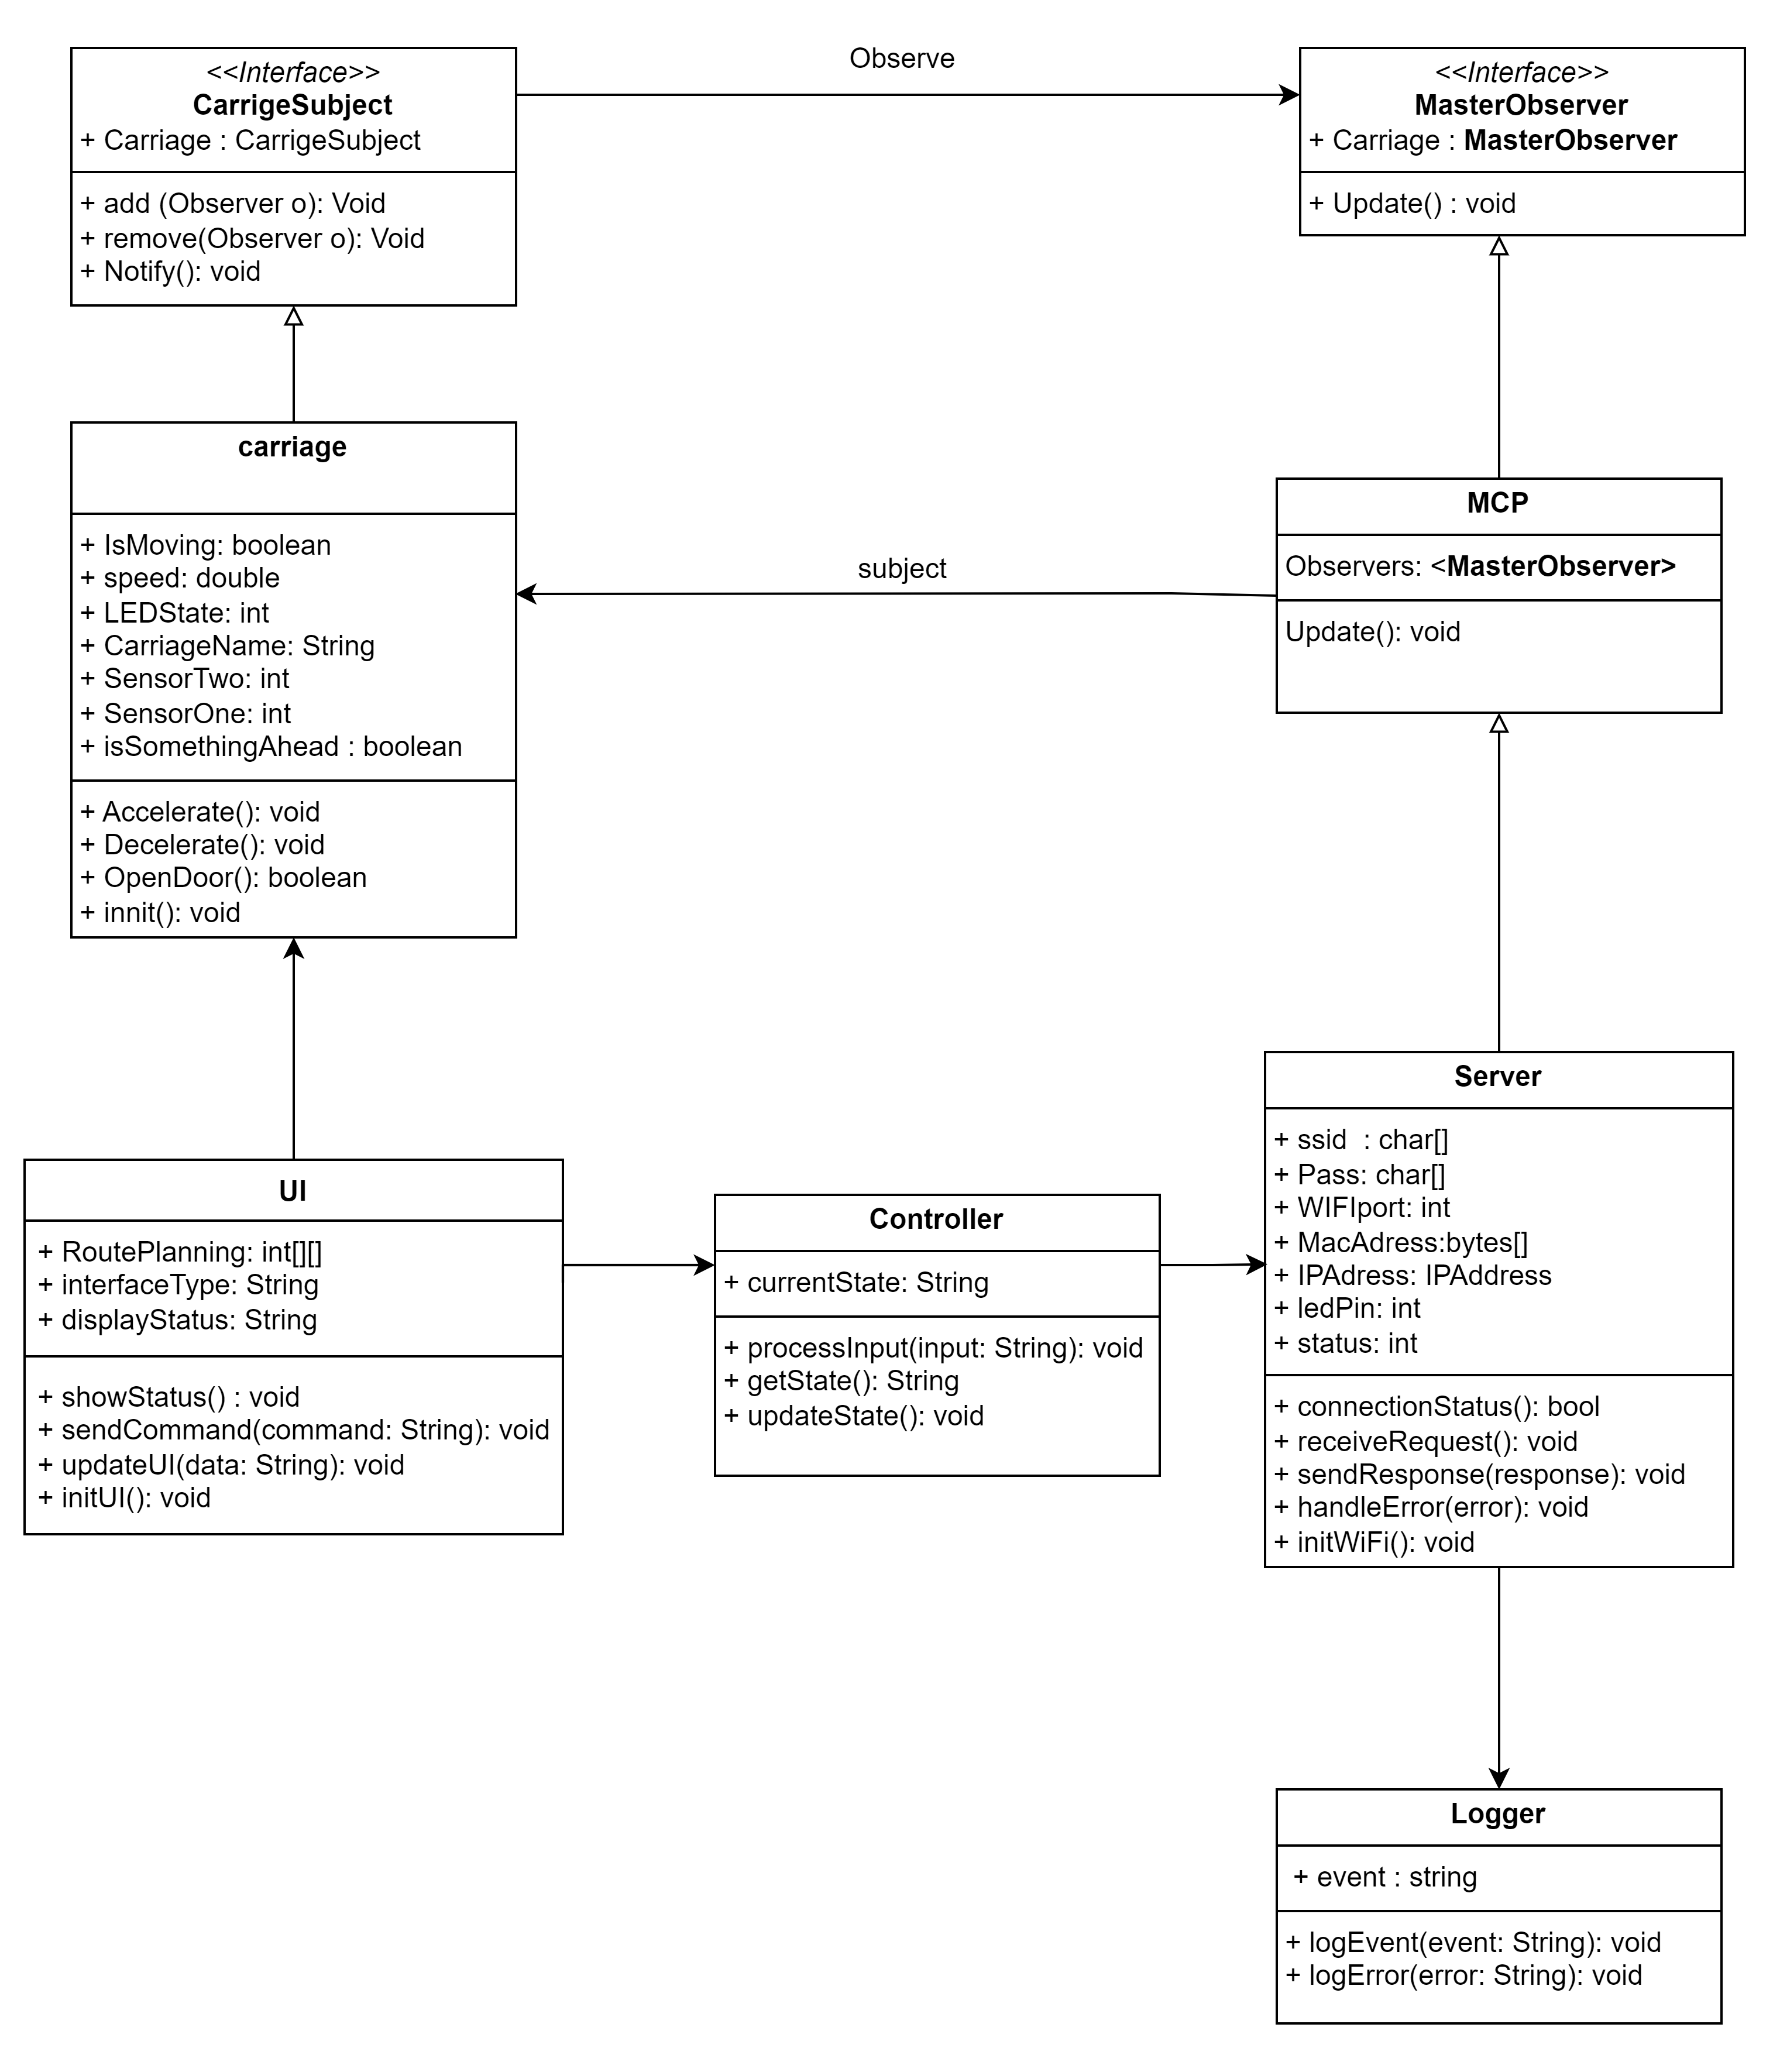 <<Interface>>
CarrigeSubject
+ Carriage : CarrigeSubject
+ add (Observer o): Void
+ remove(Observer o): Void
+ Notify(): void
Observe
<<Interface>>
MasterObserver
+ Carriage : MasterObserver
+ Update() : void
carriage
+ IsMoving: boolean
+ speed: double
+ LEDState: int
+ CarriageName: String
+ SensorTwo: int
+ SensorOne: int
+ isSomethingAhead : boolean
+ Accelerate(): void
+ Decelerate(): void
+ OpenDoor(): boolean
+ innit(): void
subject
MCP
Observers: <MasterObserver>
Update(): void
UI
+ RoutePlanning: int[][]
+ interfaceType: String
+ displayStatus: String
+ showStatus() : void
+ sendCommand(command: String): void
+ updateUI(data: String): void
+ initUI(): void
Controller
+ currentState: String
+ processInput(input: String): void
+ getState(): String
+ updateState(): void
Server
+ ssid  : char[]
+ Pass: char[]
+ WIFIport: int
+ MacAdress:bytes[]
+ IPAdress: IPAddress
+ ledPin: int
+ status: int
+ connectionStatus(): bool
+ receiveRequest(): void
+ sendResponse(response): void
+ handleError(error): void
+ initWiFi(): void
Logger
+ event : string
+ logEvent(event: String): void
+ logError(error: String): void